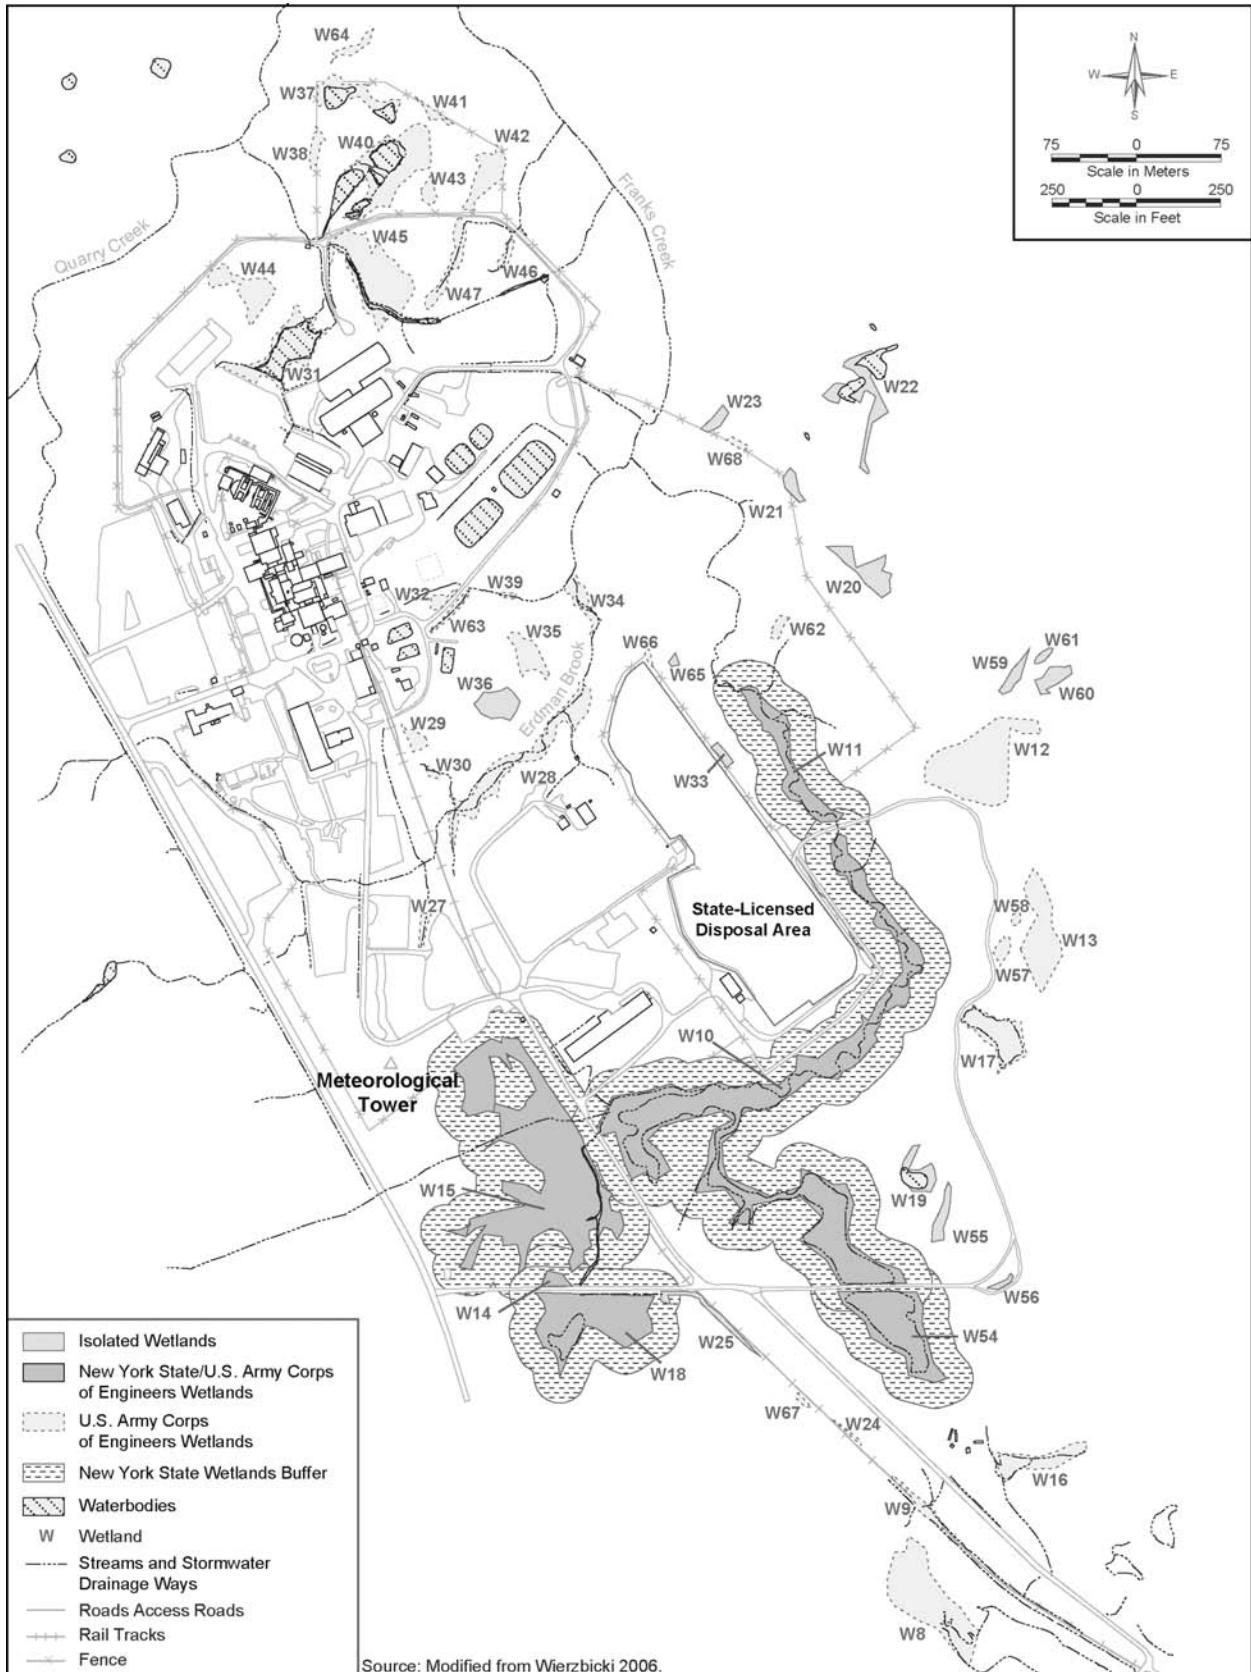 W64
N
W
E
S
75 0 75
Scale in Meters
250 0 250
Scale in Feet
W37
W41
W40
W42
W38
W43
Franks Creek
Quarry Creek
W45
W44
W46
W47
W31
W22
W23
W68
W21
W20
W39
W32
W34
W63
W62
W35
W66
W61
W59
W65
W60
W36
Erdman Brook
W29
W12
W11
W30
W28
W33
W27
State-Licensed
Disposal Area
W58
W13
W57
W10
W17
Meteorological
Tower
W15
W19
W55
W14
W56
W25
W54
W18
W67
W24
W16
W9
W8
Isolated Wetlands
New York State/U.S. Army Corps
of Engineers Wetlands
U.S. Army Corps
of Engineers Wetlands
New York State Wetlands Buffer
Waterbodies
W Wetland
Streams and Stormwater
Drainage Ways
Roads Access Roads
Rail Tracks
Fence
Source: Modified from Wierzbicki 2006.